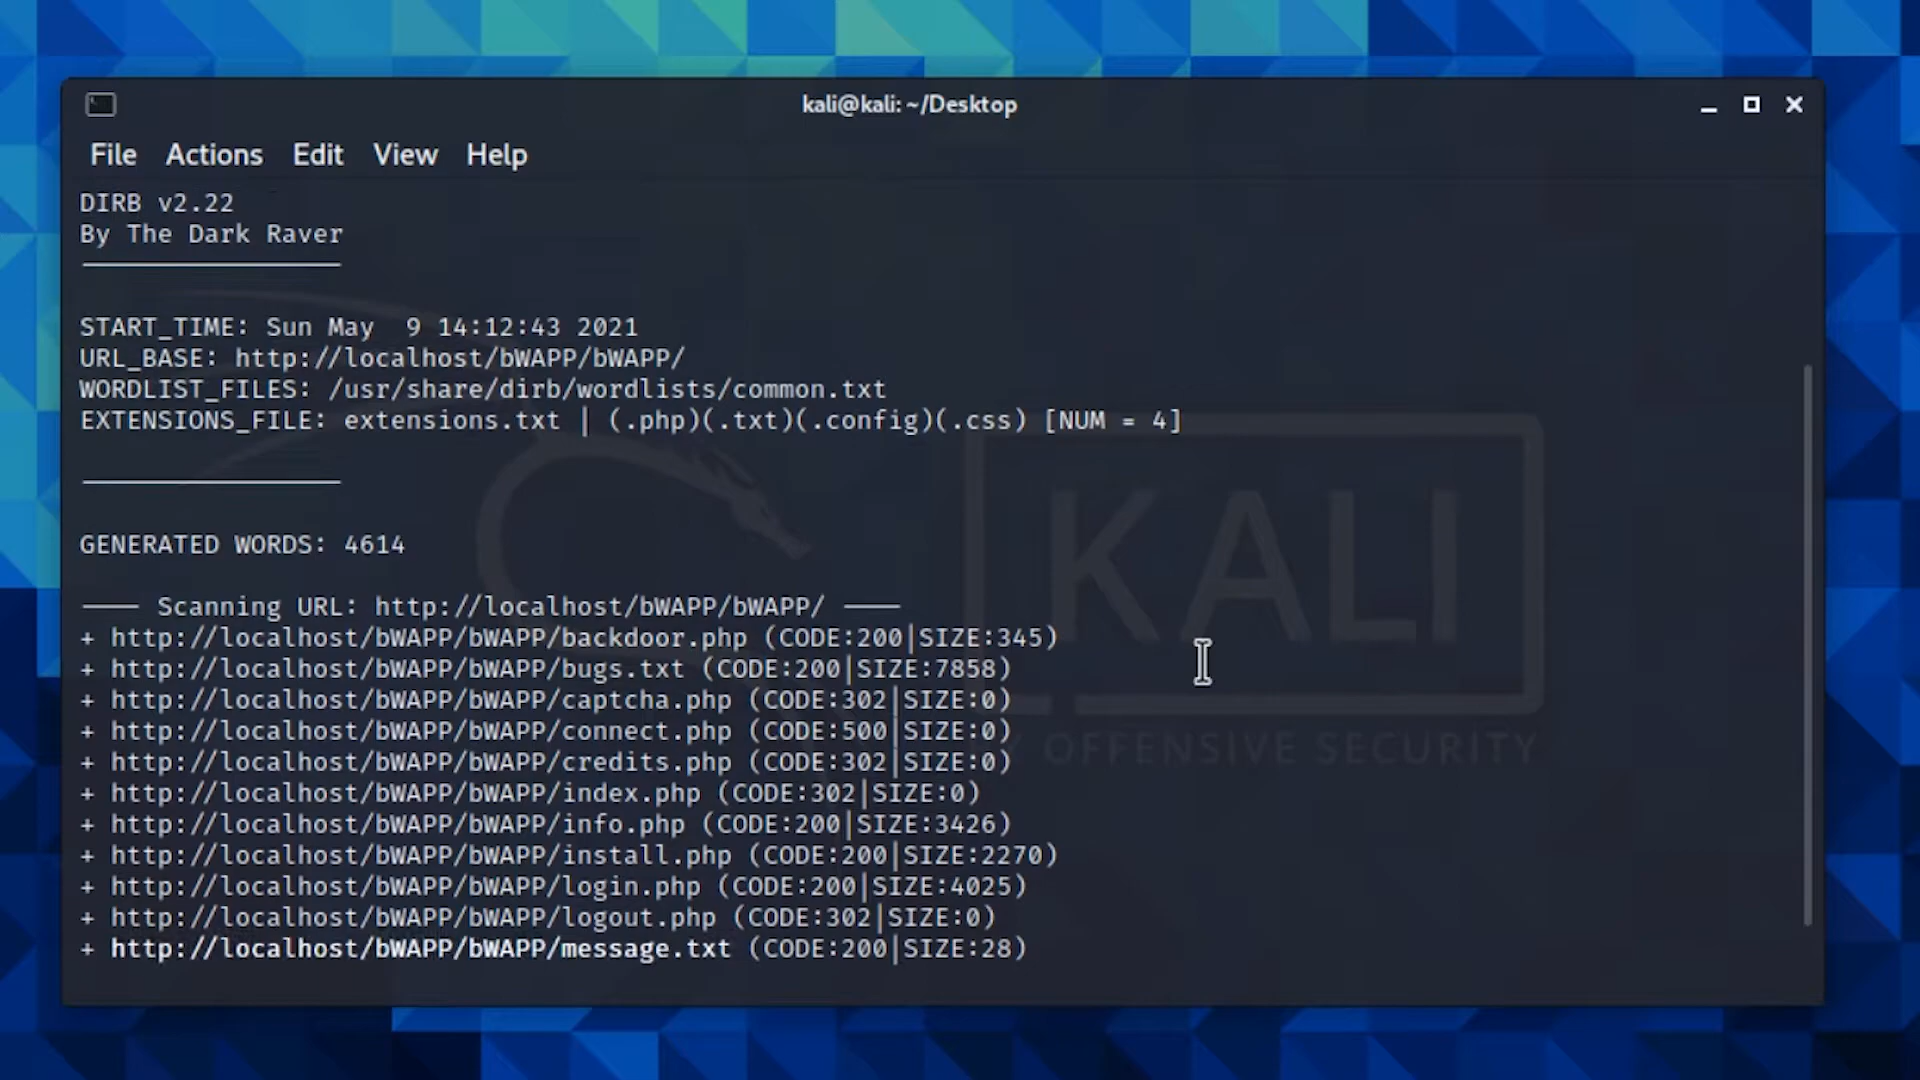 kali@kali: ~/Desktop
File Actions Edit View Help
DIRB v2.22
By The Dark Raver
START_TIME: Sun May  9 14:12:43 2021
URL_BASE: http://localhost/bWAPP/bWAPP/
WORDLIST_FILES: /usr/share/dirb/wordlists/common.txt
EXTENSIONS_FILE: extensions.txt | (.php)(.txt)(.config)(.css) [NUM = 4]
GENERATED WORDS: 4614
—— Scanning URL: http://localhost/bWAPP/bWAPP/ ——
+ http://localhost/bWAPP/bWAPP/backdoor.php (CODE:200|SIZE:345)
+ http://localhost/bWAPP/bWAPP/bugs.txt (CODE:200|SIZE:7858)
+ http://localhost/bWAPP/bWAPP/captcha.php (CODE:302|SIZE:0)
+ http://localhost/bWAPP/bWAPP/connect.php (CODE:500|SIZE:0)
+ http://localhost/bWAPP/bWAPP/credits.php (CODE:302|SIZE:0)
+ http://localhost/bWAPP/bWAPP/index.php (CODE:302|SIZE:0)
+ http://localhost/bWAPP/bWAPP/info.php (CODE:200|SIZE:3426)
+ http://localhost/bWAPP/bWAPP/install.php (CODE:200|SIZE:2270)
+ http://localhost/bWAPP/bWAPP/login.php (CODE:200|SIZE:4025)
+ http://localhost/bWAPP/bWAPP/logout.php (CODE:302|SIZE:0)
+ http://localhost/bWAPP/bWAPP/message.txt (CODE:200|SIZE:28)
KALI
Y OFFENSIVE SECURITY